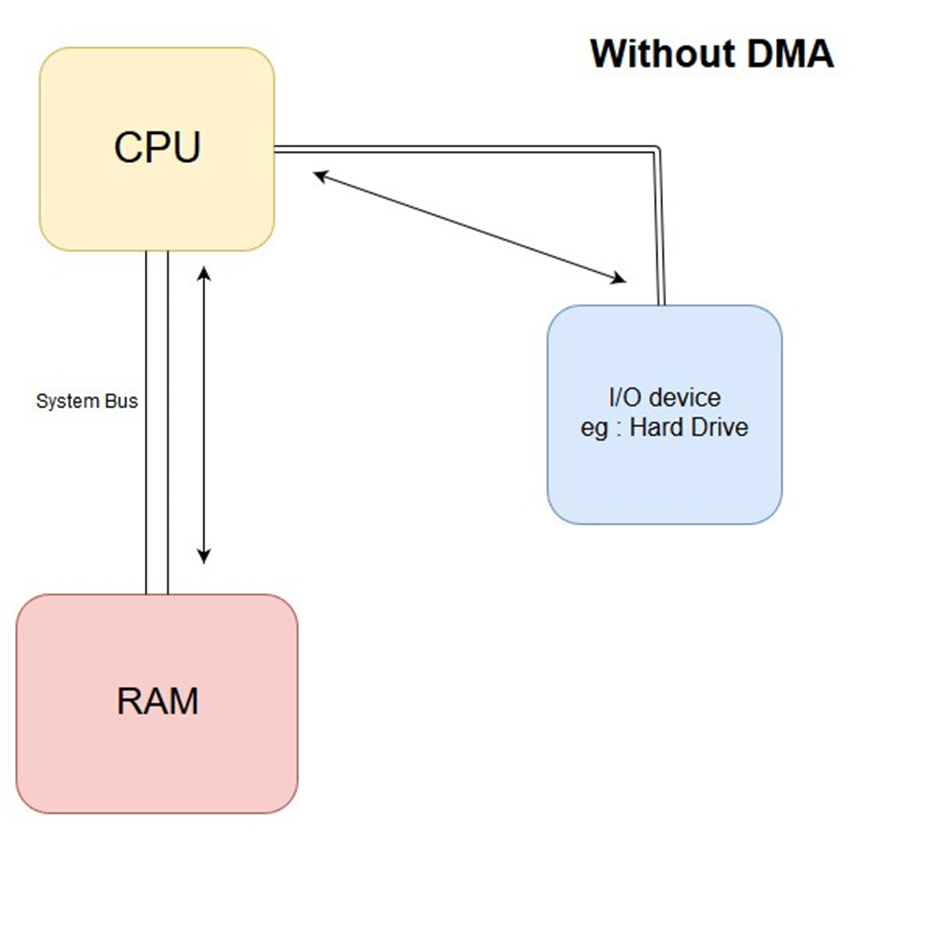 Without DMA
CPU
System Bus
I/O device
eg : Hard Drive
RAM